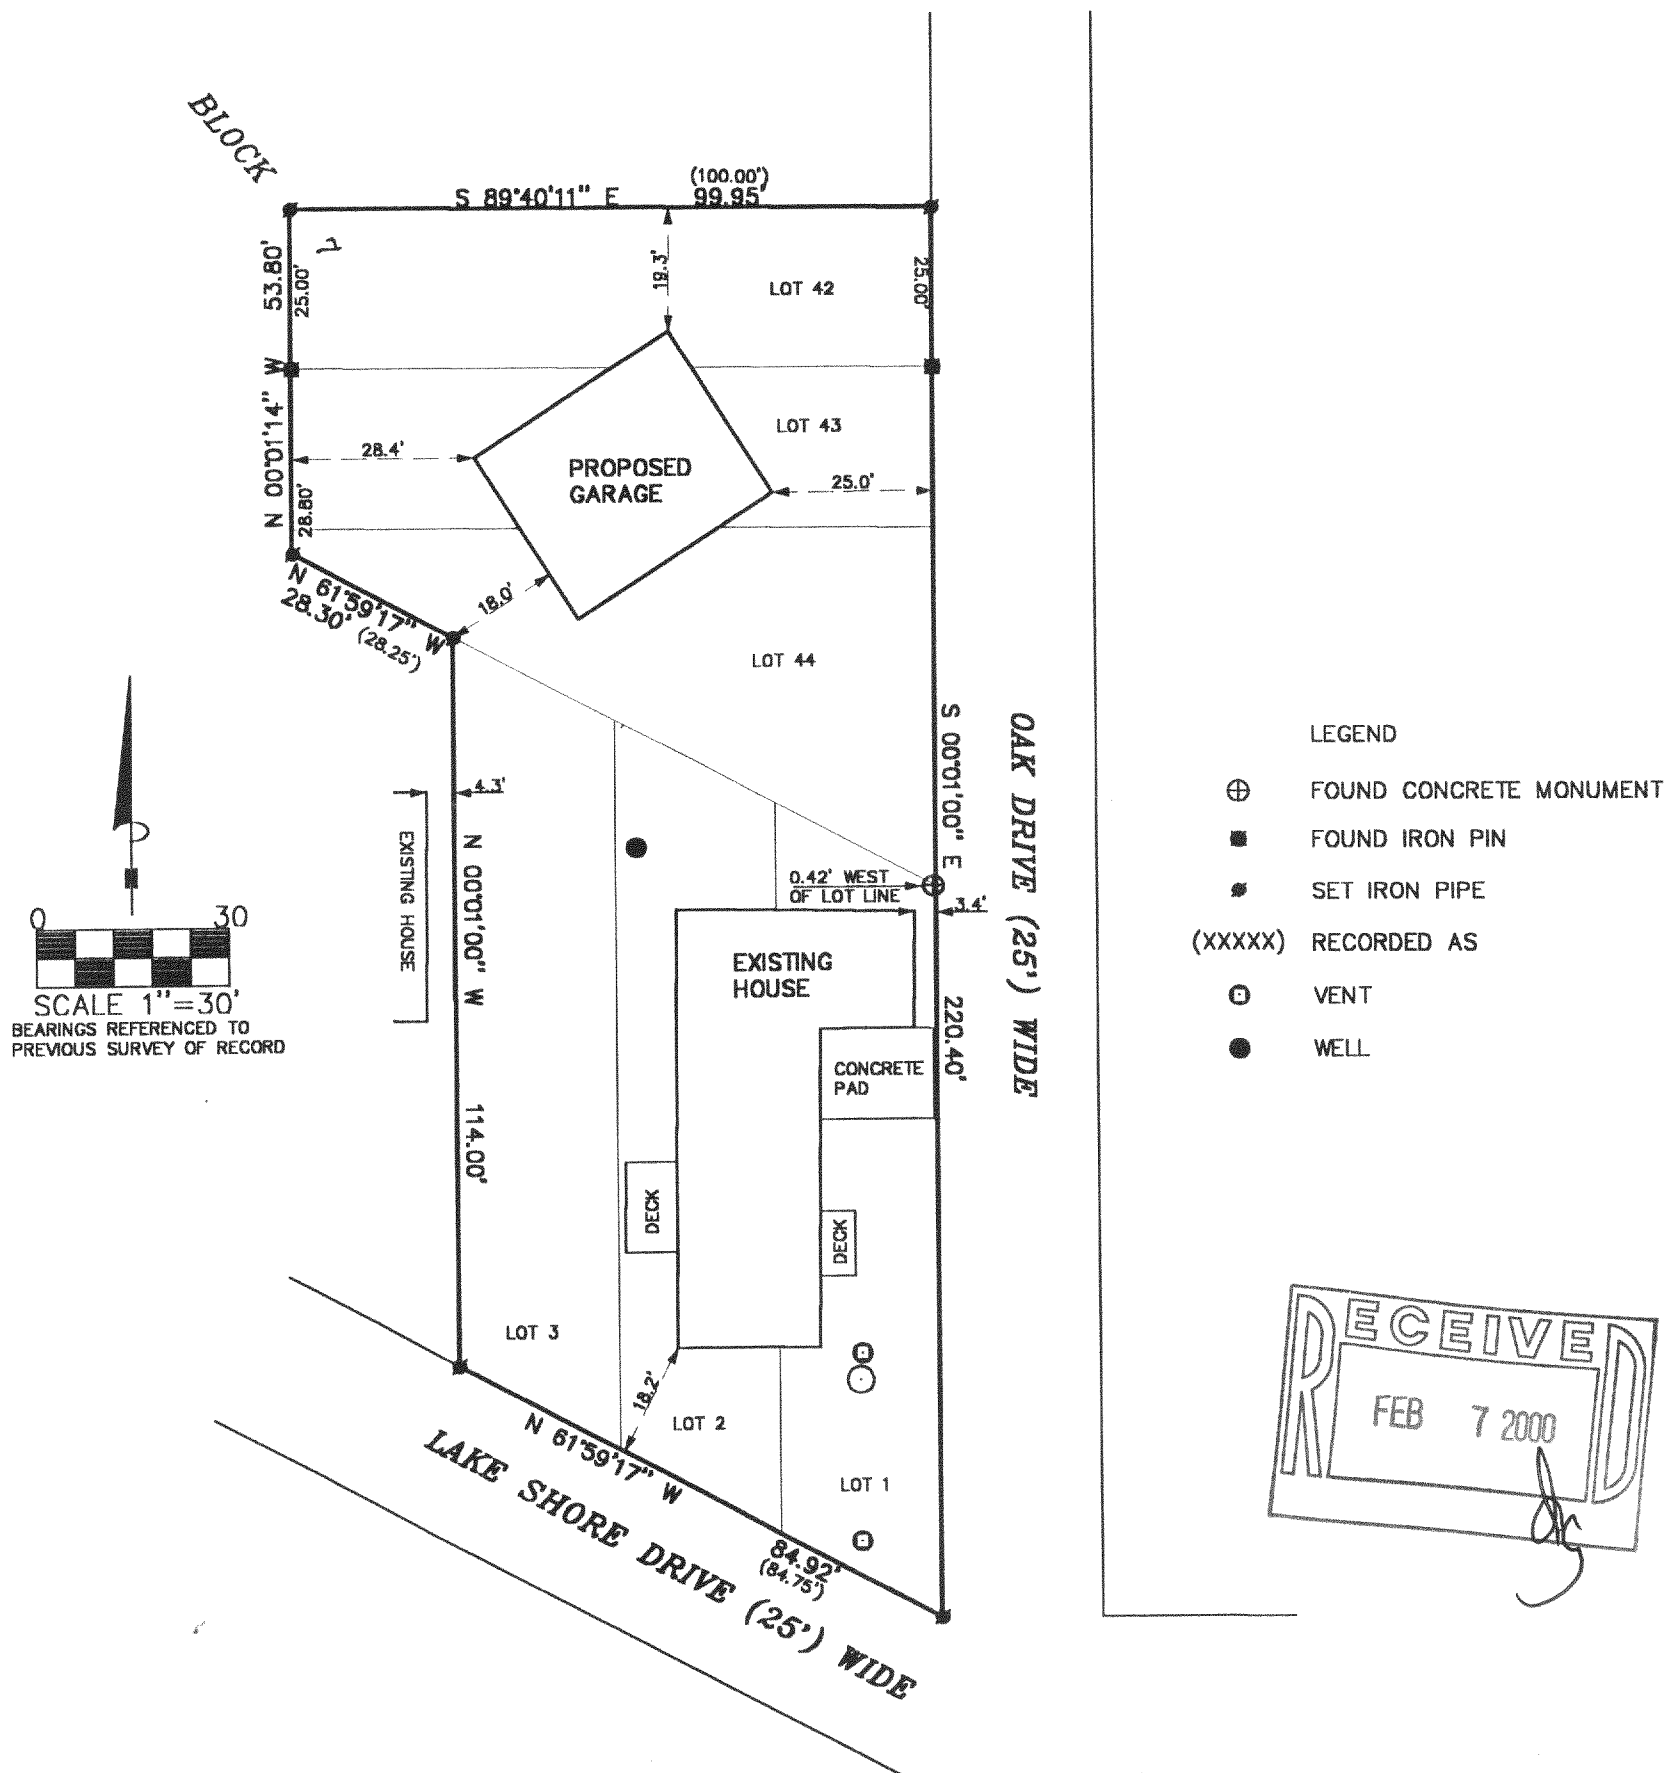 BLOCK
7
S 89°40'11" E
(100.00')
99.95'
53.80'
N 00°01'14" W
25.00'
28.80'
19.3'
LOT 42
25.00'
LOT 43
28.4'
PROPOSED
GARAGE
25.0'
N 61°59'17" W
28.30' (28.25')
18.0'
LOT 44
S 00°01'00" E
220.40'
OAK DRIVE (25') WIDE
4.3'
EXISTING HOUSE
N 00°01'00" W
114.00'
0.42' WEST
OF LOT LINE
3.4'
EXISTING
HOUSE
CONCRETE
PAD
DECK
DECK
LOT 3
18.2'
LOT 2
LOT 1
N 61°59'17" W
84.92'
(84.75')
LAKE SHORE DRIVE (25') WIDE
0 30
SCALE 1"=30'
BEARINGS REFERENCED TO
PREVIOUS SURVEY OF RECORD
LEGEND
FOUND CONCRETE MONUMENT
FOUND IRON PIN
SET IRON PIPE
(XXXXX) RECORDED AS
VENT
WELL
RECEIVED
FEB 7 2000